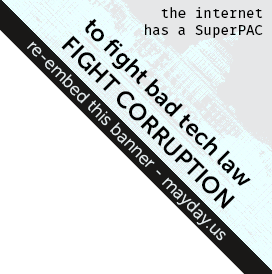 the internet
has a SuperPAC
to fight bad tech law
FIGHT CORRUPTION
re-embed this banner - mayday.us